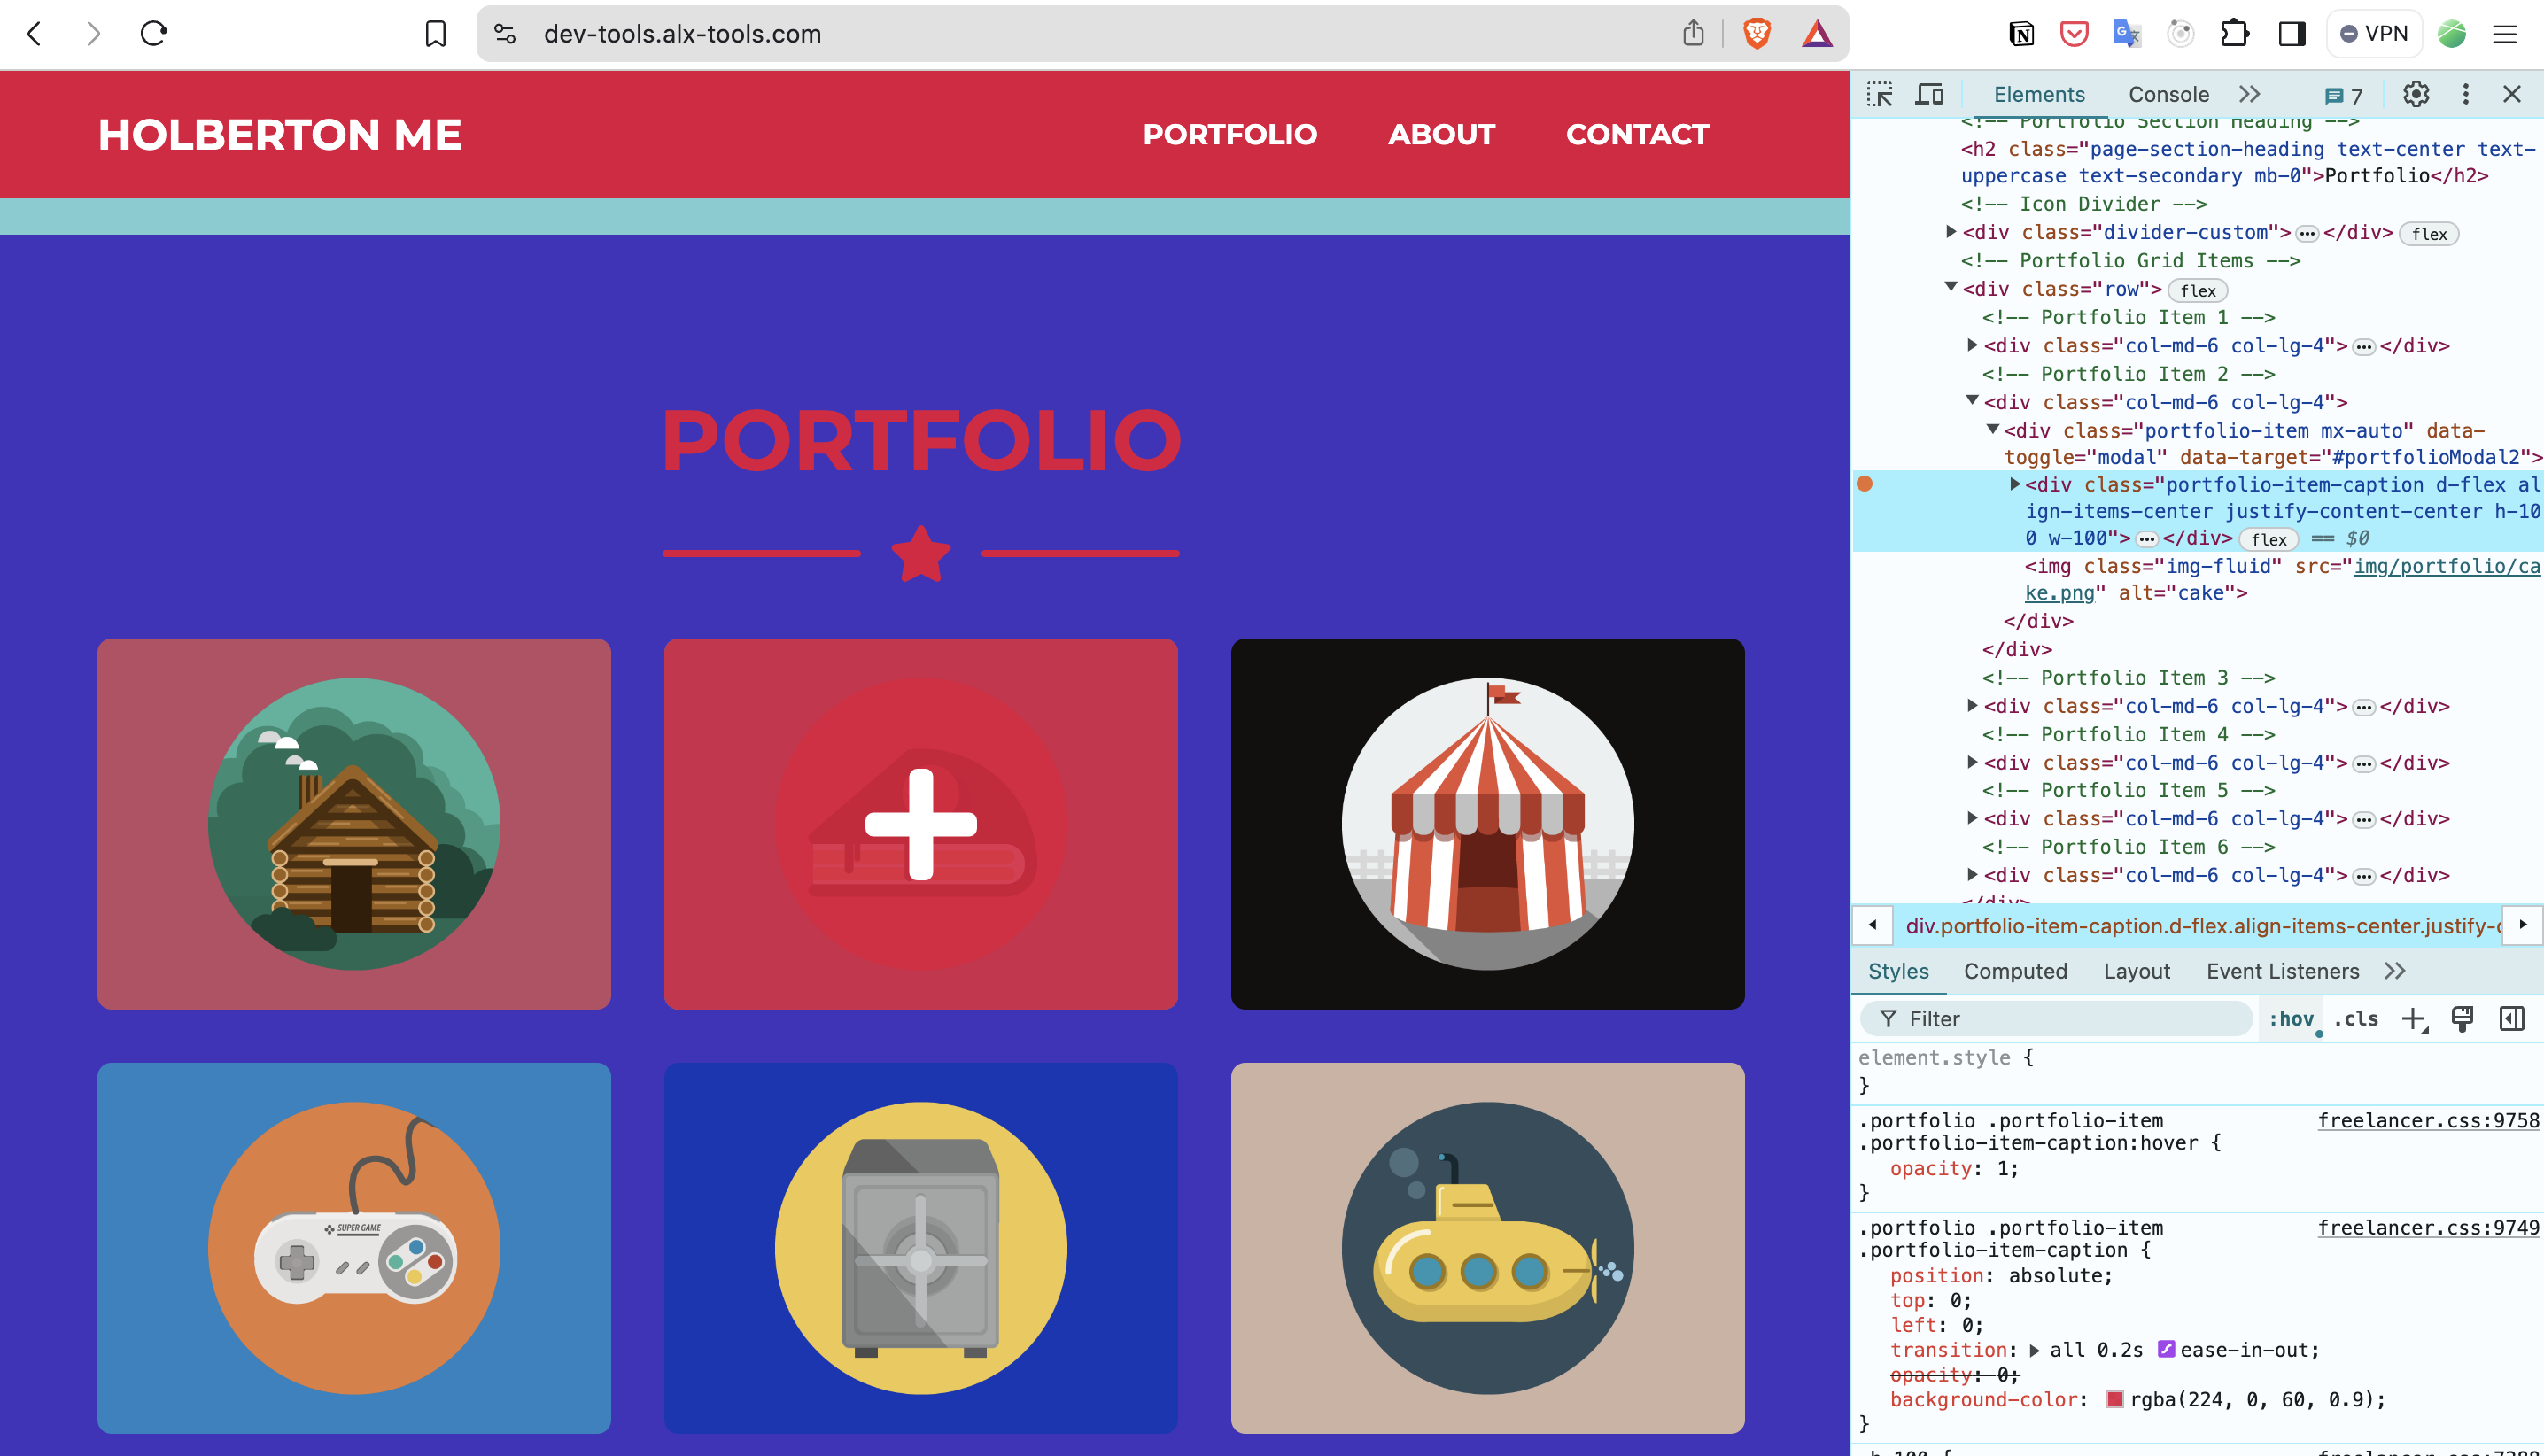 dev-tools.alx-tools.com
VPN
HOLBERTON ME
PORTFOLIO
ABOUT
CONTACT
PORTFOLIO
SUPER GAME
Elements
Console
7
<!-- Portfolio Section Heading -->
<h2 class="page-section-heading text-center text-
uppercase text-secondary mb-0">Portfolio</h2>
<!-- Icon Divider -->
<div class="divider-custom">…</div> flex
<!-- Portfolio Grid Items -->
<div class="row"> flex
<!-- Portfolio Item 1 -->
<div class="col-md-6 col-lg-4">…</div>
<!-- Portfolio Item 2 -->
<div class="col-md-6 col-lg-4">
<div class="portfolio-item mx-auto" data-
toggle="modal" data-target="#portfolioModal2">
<div class="portfolio-item-caption d-flex al
ign-items-center justify-content-center h-10
0 w-100">…</div> flex == $0
<img class="img-fluid" src="img/portfolio/ca
ke.png" alt="cake">
</div>
</div>
<!-- Portfolio Item 3 -->
<div class="col-md-6 col-lg-4">…</div>
<!-- Portfolio Item 4 -->
<div class="col-md-6 col-lg-4">…</div>
<!-- Portfolio Item 5 -->
<div class="col-md-6 col-lg-4">…</div>
<!-- Portfolio Item 6 -->
<div class="col-md-6 col-lg-4">…</div>
</div>
div.portfolio-item-caption.d-flex.align-items-center.justify-c
Styles
Computed
Layout
Event Listeners
Filter
:hov
.cls
element.style {
}
.portfolio .portfolio-item freelancer.css:9758
.portfolio-item-caption:hover {
opacity: 1;
}
.portfolio .portfolio-item freelancer.css:9749
.portfolio-item-caption {
position: absolute;
top: 0;
left: 0;
transition: all 0.2s ease-in-out;
opacity: 0;
background-color: rgba(224, 0, 60, 0.9);
}